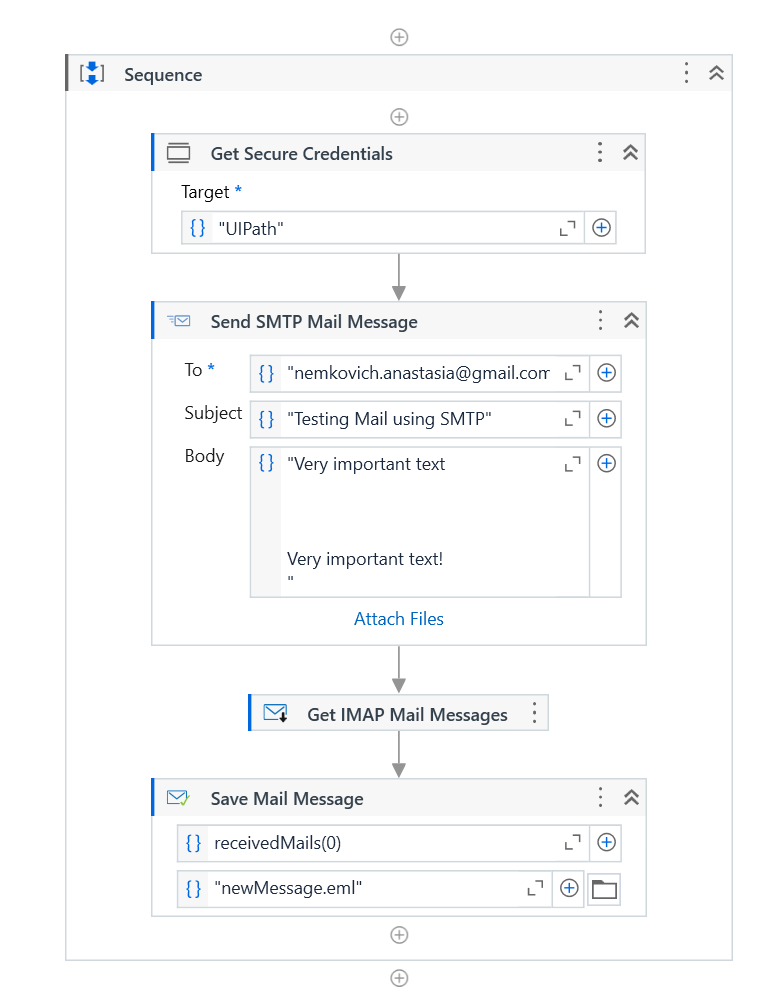 Sequence
Get Secure Credentials
Target *
{} "UIPath"
Send SMTP Mail Message
To * {} "nemkovich.anastasia@gmail.com
Subject {} "Testing Mail using SMTP"
Body {} "Very important text
Very important text!
"
Attach Files
Get IMAP Mail Messages
Save Mail Message
{} receivedMails(0)
{} "newMessage.eml"